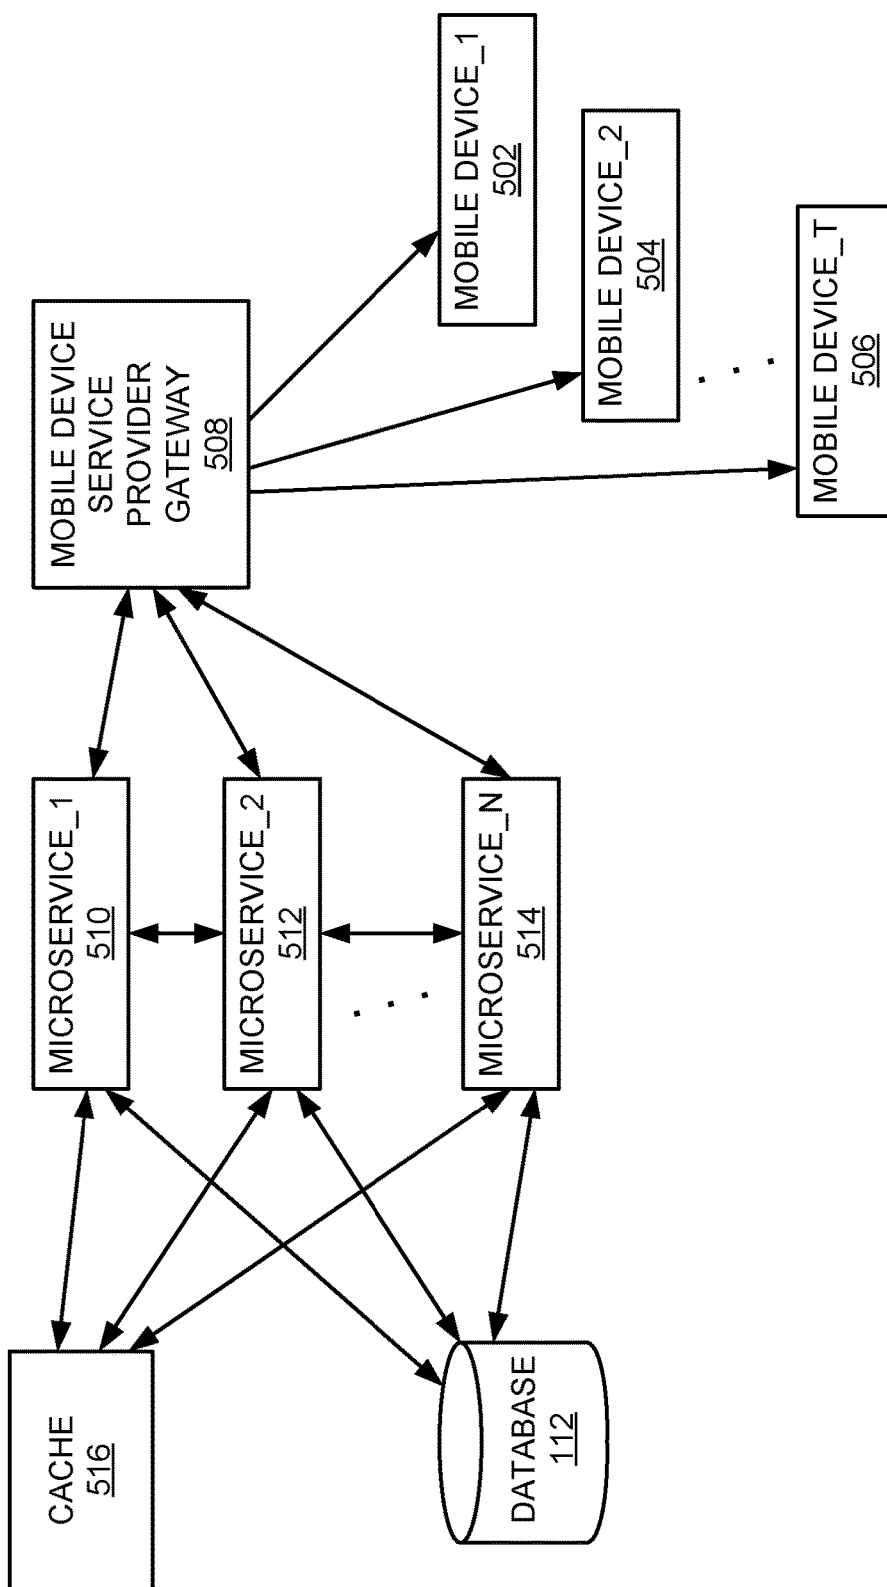 CACHE
516
DATABASE
112
MICROSERVICE_1
510
MICROSERVICE_2
512
. . .
MICROSERVICE_N
514
MOBILE DEVICE
SERVICE
PROVIDER
GATEWAY
508
MOBILE DEVICE_1
502
MOBILE DEVICE_2
504
. . .
MOBILE DEVICE_T
506